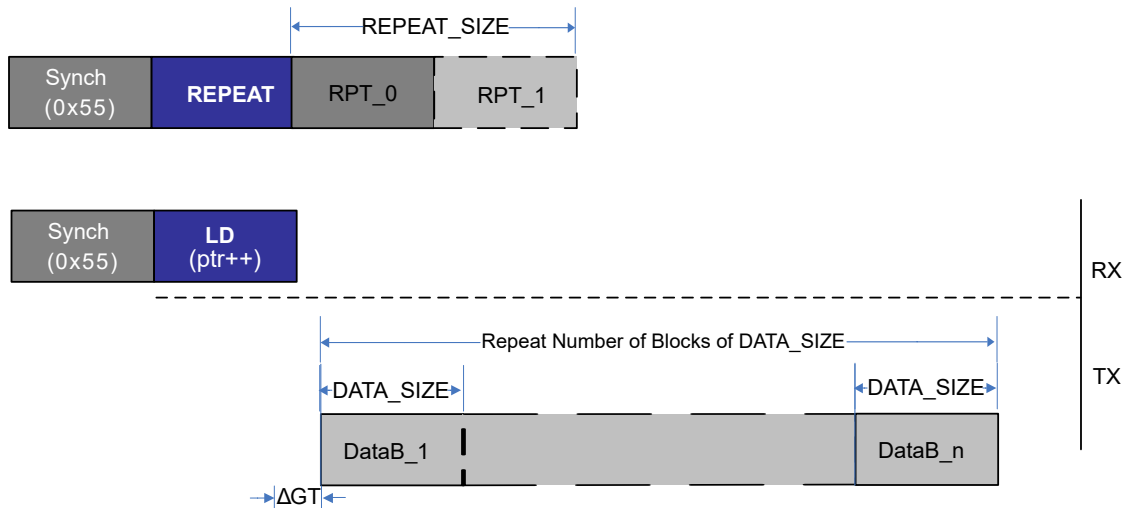 REPEAT_SIZE
Synch
(0x55)
REPEAT
RPT_0
RPT_1
Synch
(0x55)
LD
(ptr++)
RX
Repeat Number of Blocks of DATA_SIZE
TX
DATA_SIZE
DATA_SIZE
DataB_1
DataB_n
ΔGT